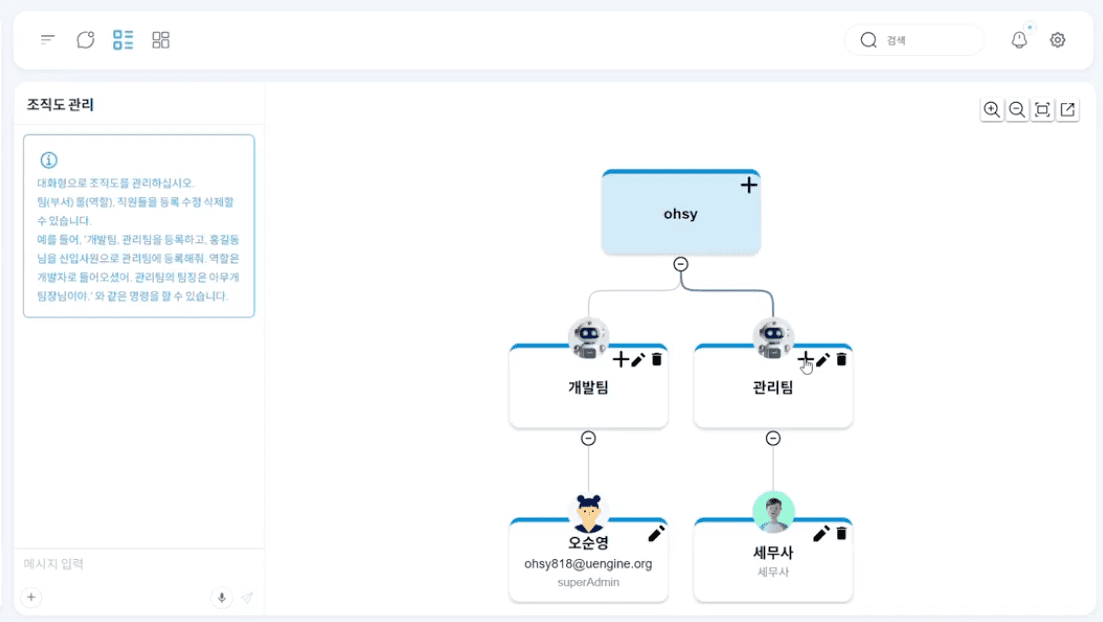 검색
조직도 관리
대화형으로 조직도를 관리하십시오.
팀(부서) 롤(역할), 직원들을 등록 수정 삭제할
수 있습니다.
예를 들어, '개발팀, 관리팀을 등록하고, 홍길동
님을 신입사원으로 관리팀에 등록해줘. 역할은
개발자로 들어오셨어. 관리팀의 팀장은 아무개
팀장님이야.' 와 같은 명령을 할 수 있습니다.
ohsy
개발팀
관리팀
오순영
ohsy818@uengine.org
superAdmin
세무사
세무사
메시지 입력